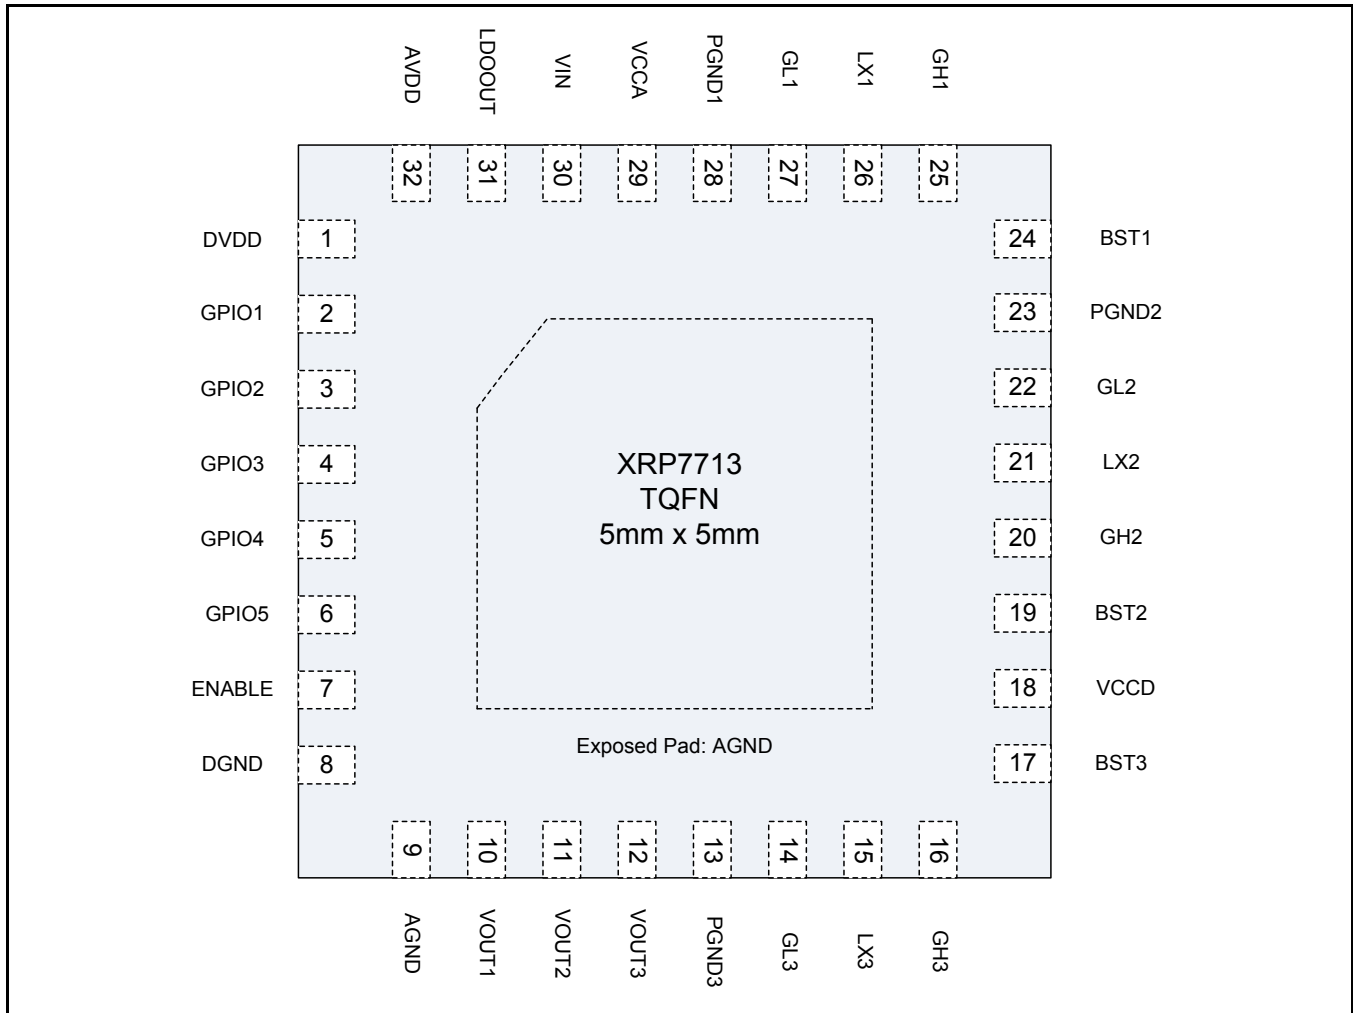 AVDD
LDOOUT
VIN
VCCA
PGND1
GL1
LX1
GH1
32
31
30
29
28
27
26
25
DVDD 1
24 BST1
GPIO1 2
23 PGND2
GPIO2 3
22 GL2
GPIO3 4
21 LX2
GPIO4 5
20 GH2
GPIO5 6
19 BST2
ENABLE 7
18 VCCD
DGND 8
17 BST3
XRP7713
TQFN
5mm x 5mm
Exposed Pad: AGND
9
10
11
12
13
14
15
16
AGND
VOUT1
VOUT2
VOUT3
PGND3
GL3
LX3
GH3